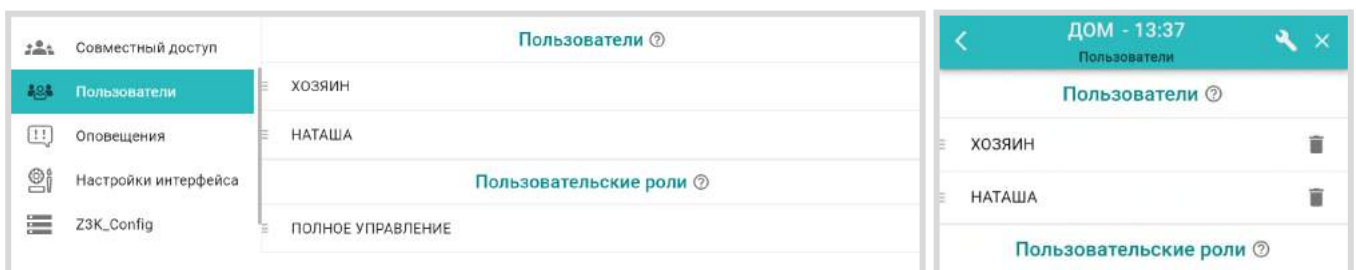 Совместный доступ
Пользователи
Оповещения
Настройки интерфейса
Z3K_Config
Пользователи
ХОЗЯИН
НАТАША
Пользовательские роли
ПОЛНОЕ УПРАВЛЕНИЕ
ДОМ - 13:37
Пользователи
Пользователи
ХОЗЯИН
НАТАША
Пользовательские роли